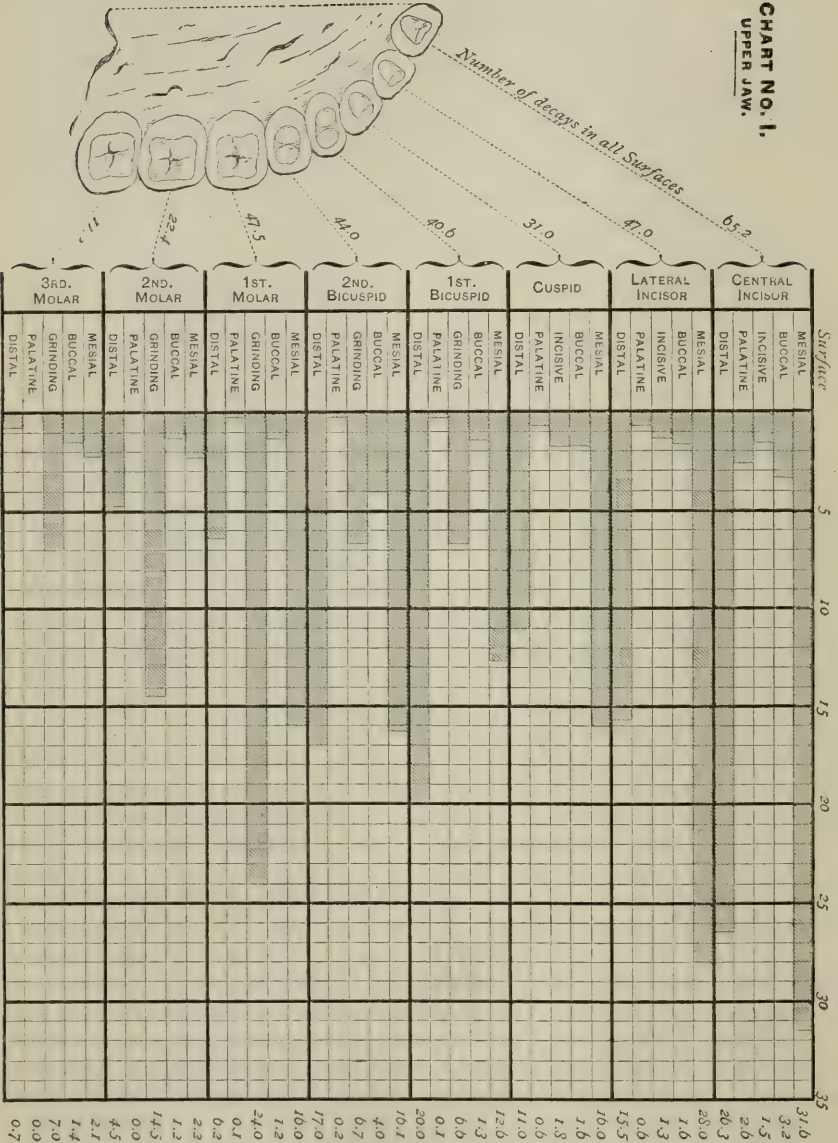 CHART NO. 1.
UPPER JAW.
Number of decays in all Surfaces
65.2
47.0
31.0
40.6
44.0
47.5
22.4
Surface 5 10 15 20 25 30 35
CENTRAL
INCISOR
MESIAL 31.6
BUCCAL 3.2
INCISIVE 1.5
PALATINE 2.6
DISTAL 26.3
LATERAL
INCISOR
MESIAL 28.6
BUCCAL 1.0
INCISIVE 1.3
PALATINE 0.6
DISTAL 15.5
CUSPID
MESIAL 16.0
BUCCAL 1.6
INCISIVE 1.8
PALATINE 0.6
DISTAL 11.0
1ST.
BICUSPID
MESIAL 12.6
BUCCAL 1.3
GRINDING 6.6
PALATINE 0.1
DISTAL 20.0
2ND.
BICUSPID
MESIAL 16.1
BUCCAL 4.0
GRINDING 6.7
PALATINE 0.2
DISTAL 17.0
1ST.
MOLAR
MESIAL 16.0
BUCCAL 1.2
GRINDING 24.0
PALATINE 0.1
DISTAL 6.2
2ND.
MOLAR
MESIAL 2.2
BUCCAL 1.2
GRINDING 14.5
PALATINE 0.0
DISTAL 4.5
3RD.
MOLAR
MESIAL 2.1
BUCCAL 1.4
GRINDING 7.0
PALATINE 0.0
DISTAL 0.7